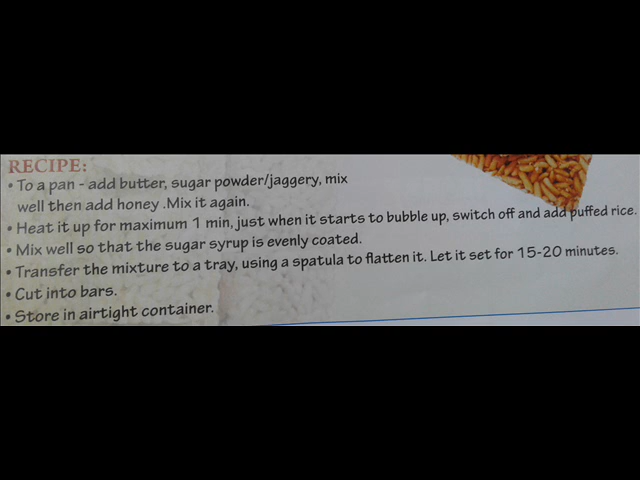 RECIPE:
• To a pan - add butter, sugar powder/jaggery, mix
well then add honey .Mix it again.
• Heat it up for maximum 1 min, just when it starts to bubble up, switch off and add puffed rice.
• Mix well so that the sugar syrup is evenly coated.
• Transfer the mixture to a tray, using a spatula to flatten it. Let it set for 15-20 minutes.
• Cut into bars.
• Store in airtight container.